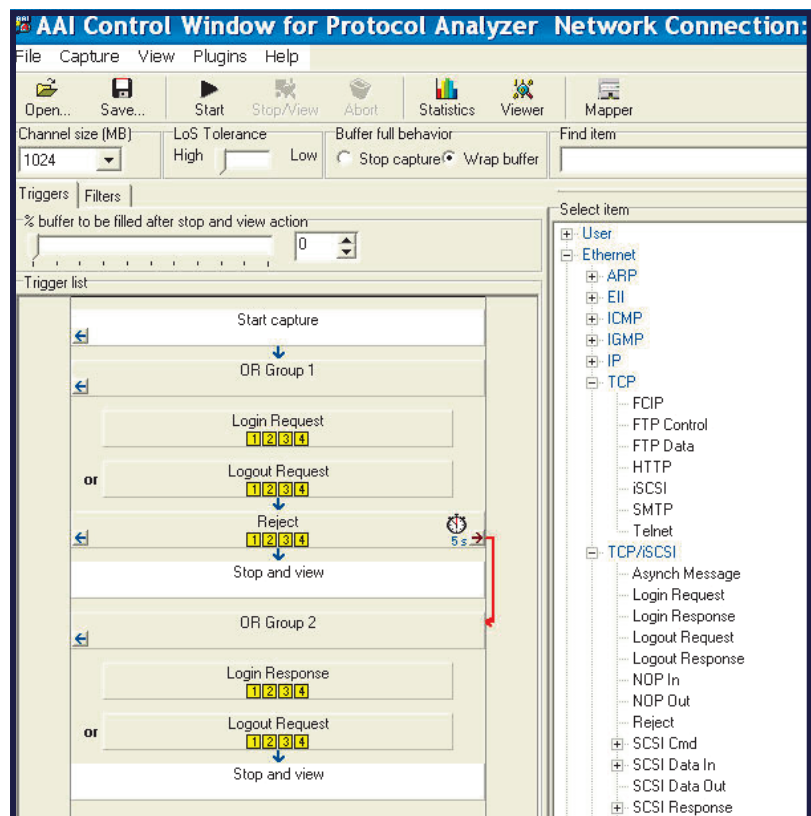 AAI Control Window for Protocol Analyzer Network Connection:
File Capture View Plugins Help
Open... Save... Start Stop/View Abort Statistics Viewer Mapper
Channel size (MB) LoS Tolerance Buffer full behavior Find item
1024 High Low Stop capture Wrap buffer
Triggers Filters
% buffer to be filled after stop and view action
0
Trigger list
Start capture
OR Group 1
Login Request
1 2 3 4
or
Logout Request
1 2 3 4
Reject
1 2 3 4
5 s
Stop and view
OR Group 2
Login Response
1 2 3 4
or
Logout Request
1 2 3 4
Stop and view
Select item
User
Ethernet
ARP
EII
ICMP
IGMP
IP
TCP
FCIP
FTP Control
FTP Data
HTTP
iSCSI
SMTP
Telnet
TCP/iSCSI
Asynch Message
Login Request
Login Response
Logout Request
Logout Response
NOP In
NOP Out
Reject
SCSI Cmd
SCSI Data In
SCSI Data Out
SCSI Response